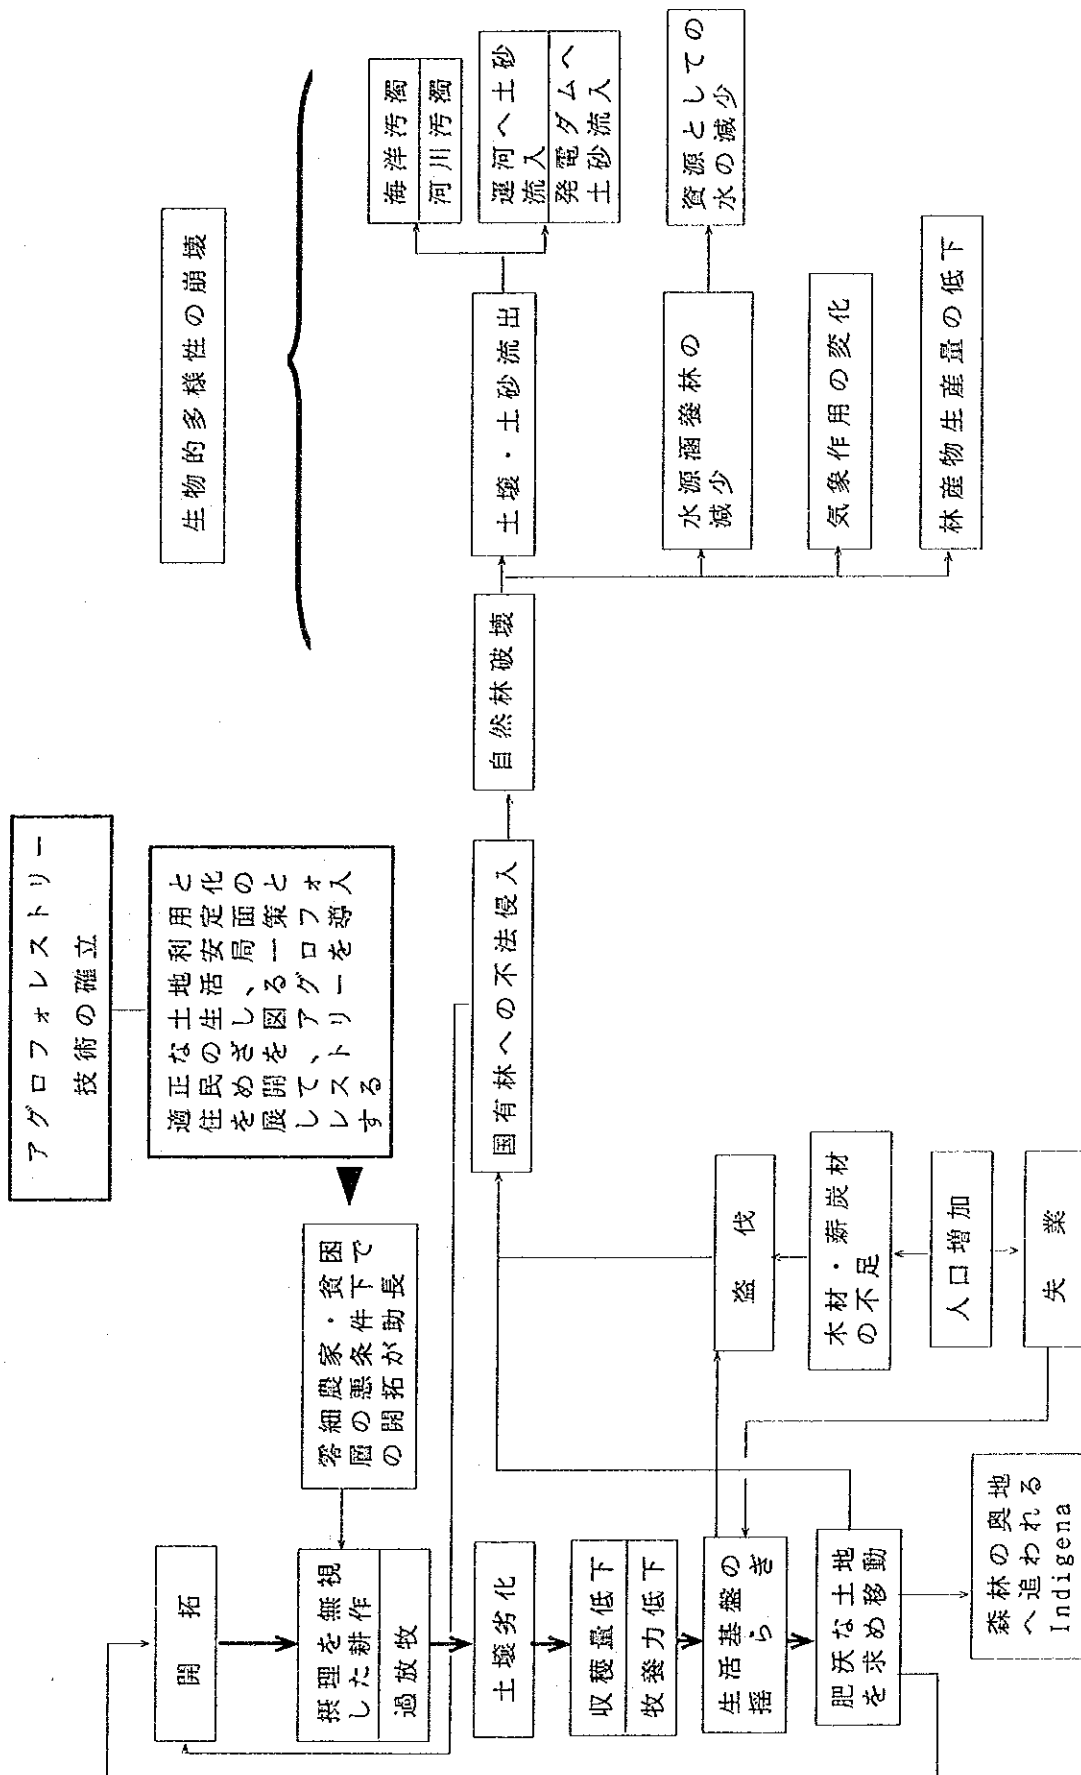 アグロフォレストリー
技術の確立
適正な土地利用と
住民の生活安定化
をめざし、局面の
展開を図る一策と
して、アグロフォ
レストリーを導入
する
生物的多様性の崩壊
開拓
零細農家・貧困
層の悪条件下で
の開拓が助長
摂理を無視
した耕作
過放牧
土壌劣化
収穫量低下
牧養力低下
生活基盤の
揺らぎ
肥沃な土地
を求め移動
森林の奥地
へ追われる
Indigena
国有林への不法侵入
盗伐
木材・薪炭材
の不足
人口増加
失業
自然林破壊
土壌・土砂流出
海洋汚濁
河川汚濁
運河へ土砂
流入
発電ダムへ
土砂流入
水源涵養林の
減少
資源としての
水の減少
気象作用の変化
林産物生産量の低下